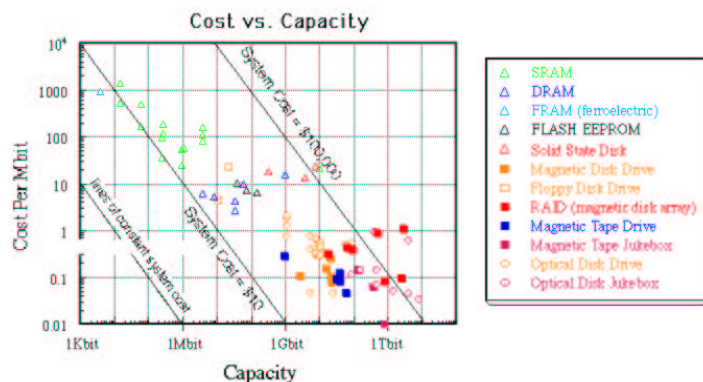 Cost vs. Capacity
Cost Per Mbit
10⁴
1000
100
10
1
0.1
0.01
1Kbit
1Mbit
1Gbit
1Tbit
Capacity
System Cost = $100,000
System Cost = $10
lines of constant system cost
SRAM
DRAM
FRAM (ferroelectric)
FLASH EEPROM
Solid State Disk
Magnetic Disk Drive
Floppy Disk Drive
RAID (magnetic disk array)
Magnetic Tape Drive
Magnetic Tape Jukebox
Optical Disk Drive
Optical Disk Jukebox